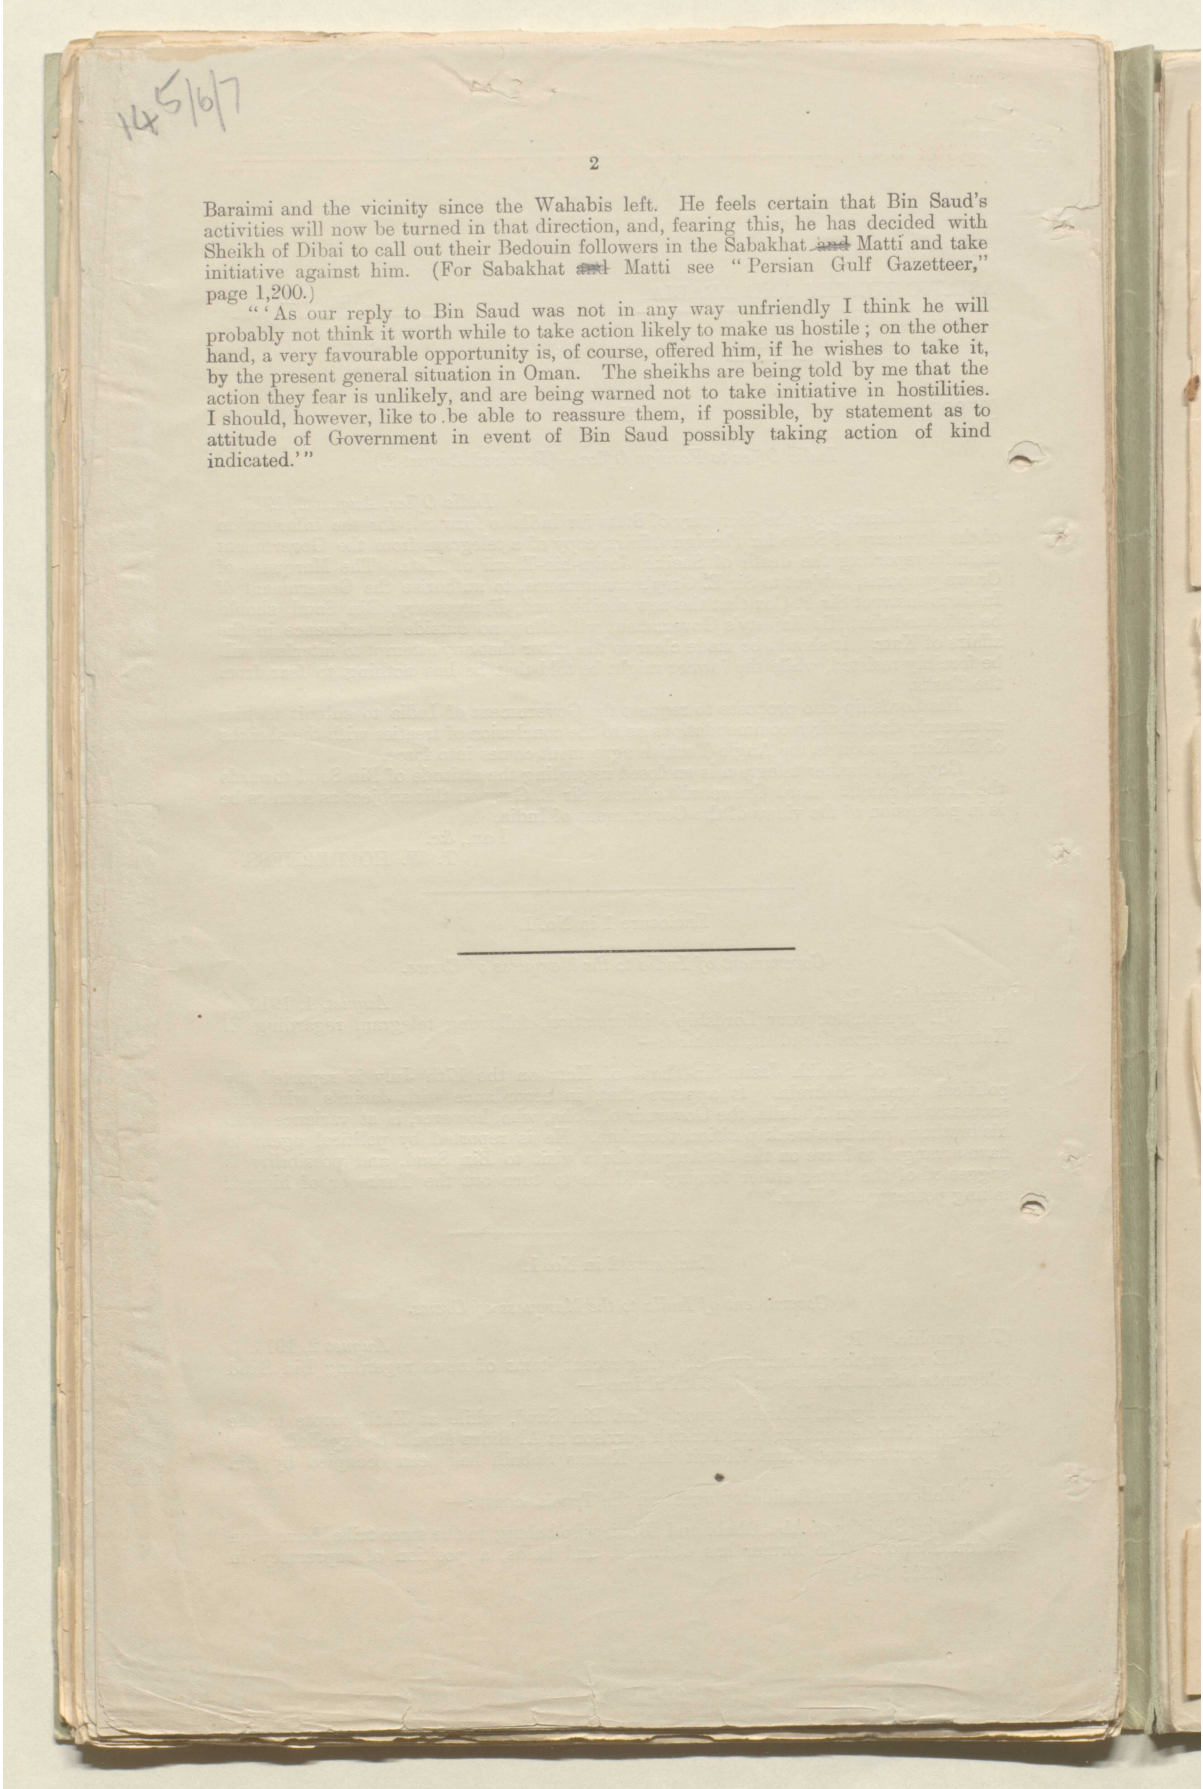 145/6/7
2
Baraimi and the vicinity since the Wahabis left. He feels certain that Bin Saud's
activities will now be turned in that direction, and, fearing this, he has decided with
Sheikh of Dibai to call out their Bedouin followers in the Sabakhat and Matti and take
initiative against him. (For Sabakhat and Matti see “Persian Gulf Gazetteer,”
page 1,200.)
“‘As our reply to Bin Saud was not in any way unfriendly I think he will
probably not think it worth while to take action likely to make us hostile; on the other
hand, a very favourable opportunity is, of course, offered him, if he wishes to take it,
by the present general situation in Oman. The sheikhs are being told by me that the
action they fear is unlikely, and are being warned not to take initiative in hostilities.
I should, however, like to be able to reassure them, if possible, by statement as to
attitude of Government in event of Bin Saud possibly taking action of kind
indicated.’”